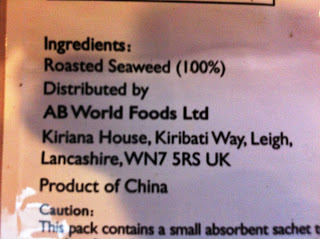 Ingredients:
Roasted Seaweed (100%)
Distributed by
AB World Foods Ltd
Kiriana House, Kiribati Way, Leigh,
Lancashire, WN7 5RS UK
Product of China
Caution:
This pack contains a small absorbent sachet